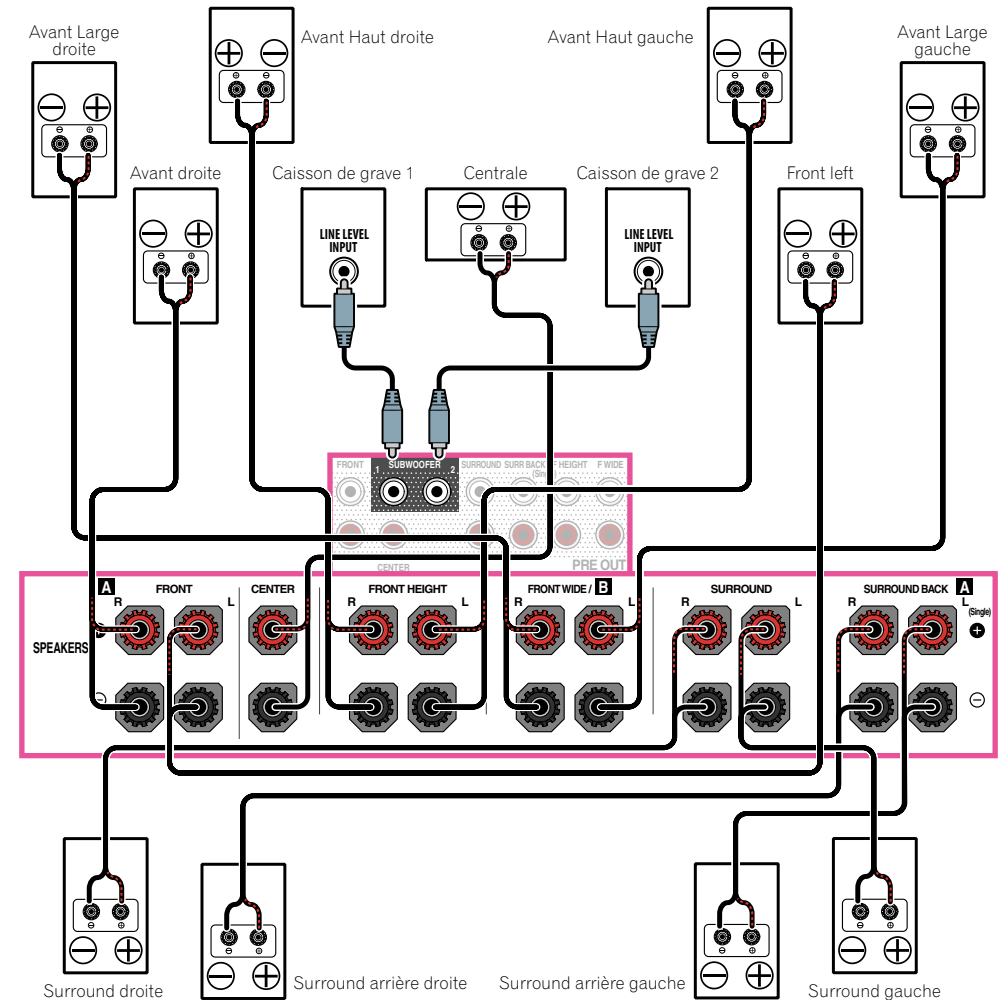 Avant Large
droite
Avant Haut droite
Avant Haut gauche
Avant Large
gauche
Avant droite
Caisson de grave 1
Centrale
Caisson de grave 2
Front left
LINE LEVEL
INPUT
LINE LEVEL
INPUT
FRONT
1 SUBWOOFER 2
SURROUND
SURR BACK
(Single)
F HEIGHT
F WIDE
CENTER
PRE OUT
A
FRONT
CENTER
FRONT HEIGHT
FRONT WIDE / B
SURROUND
SURROUND BACK
A
R
L
R
L
R
L
R
L
R
L
(Single)
SPEAKERS
Surround droite
Surround arrière droite
Surround arrière gauche
Surround gauche